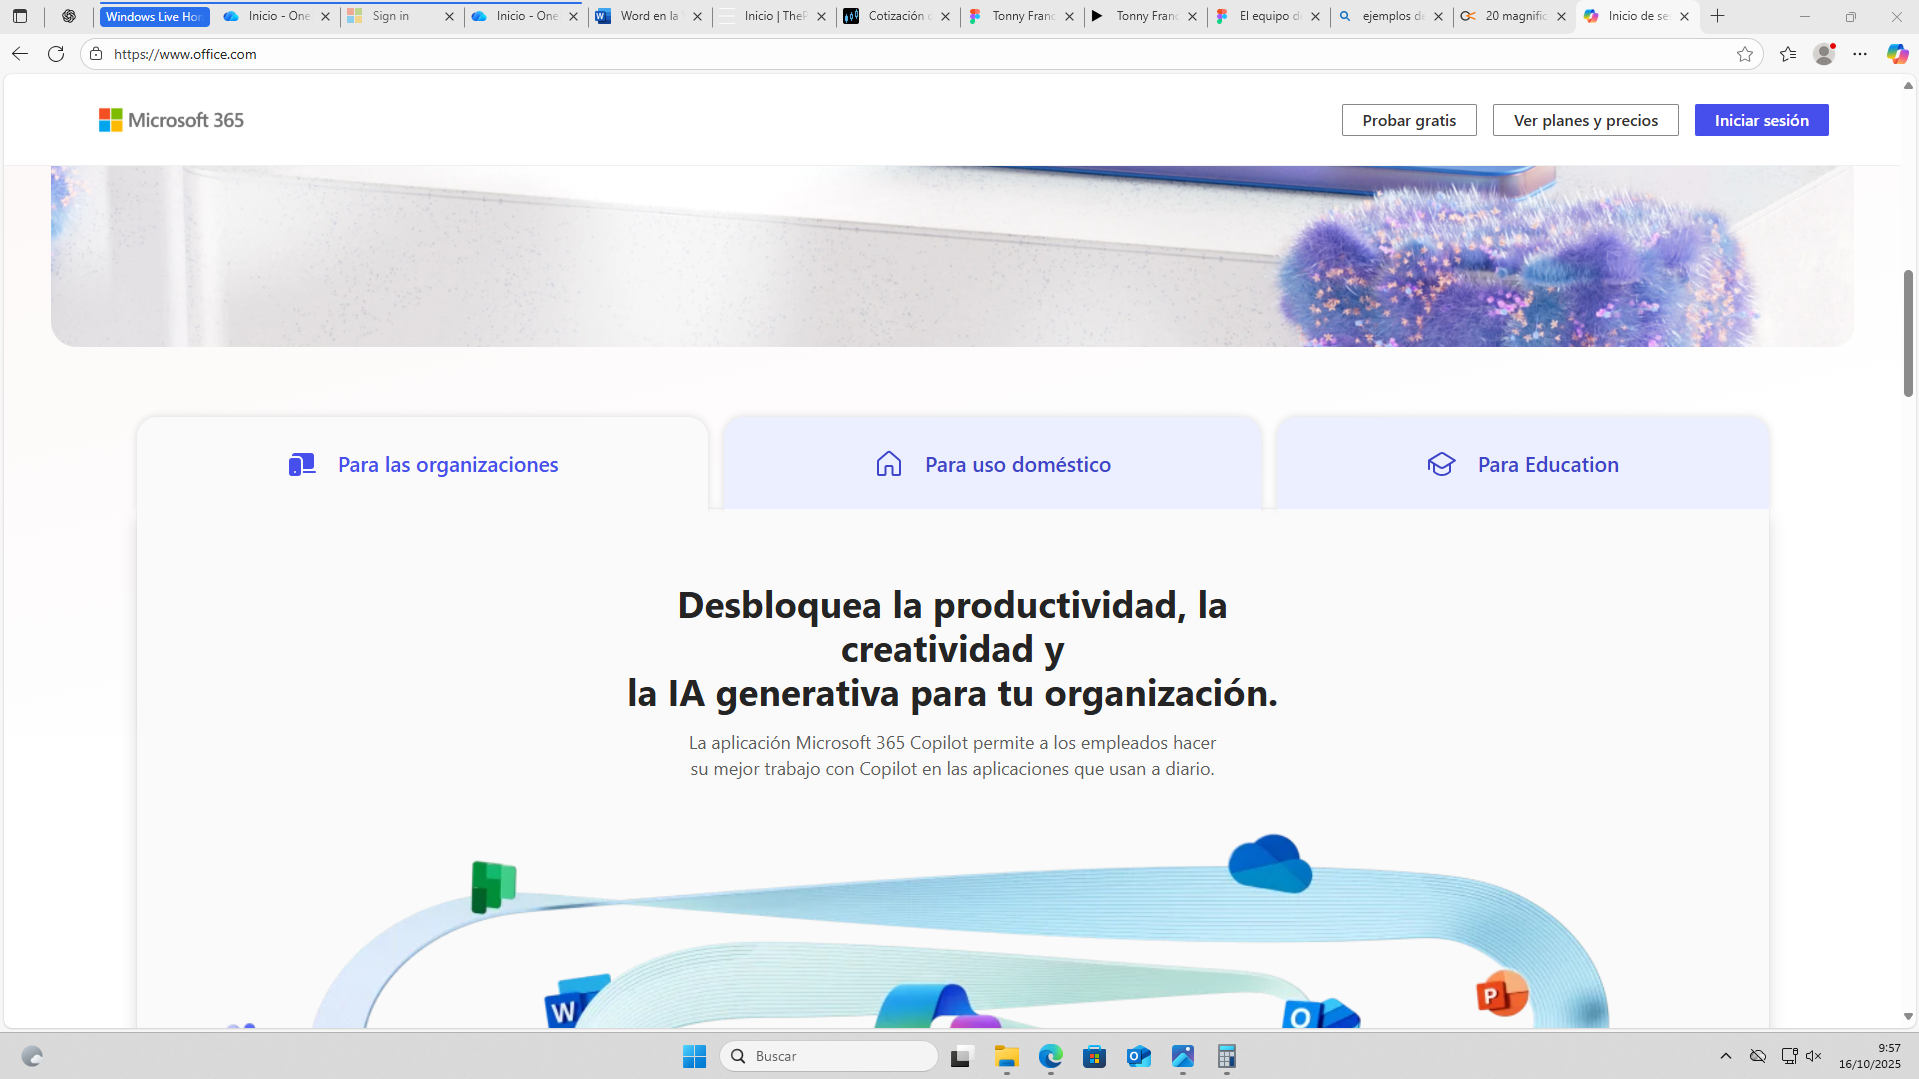 Windows Live Hor
Inicio - One
Sign in
Inicio - One
Word en la
Inicio | TheP
Cotización d
Tonny Franc
Tonny Franc
El equipo de
ejemplos de
20 magnific
Inicio de se
https://www.office.com
Microsoft 365
Probar gratis
Ver planes y precios
Iniciar sesión
Para las organizaciones
Para uso doméstico
Para Education
Desbloquea la productividad, la
creatividad y
la IA generativa para tu organización.
La aplicación Microsoft 365 Copilot permite a los empleados hacer
su mejor trabajo con Copilot en las aplicaciones que usan a diario.
W
O
P
Buscar
9:57
16/10/2025